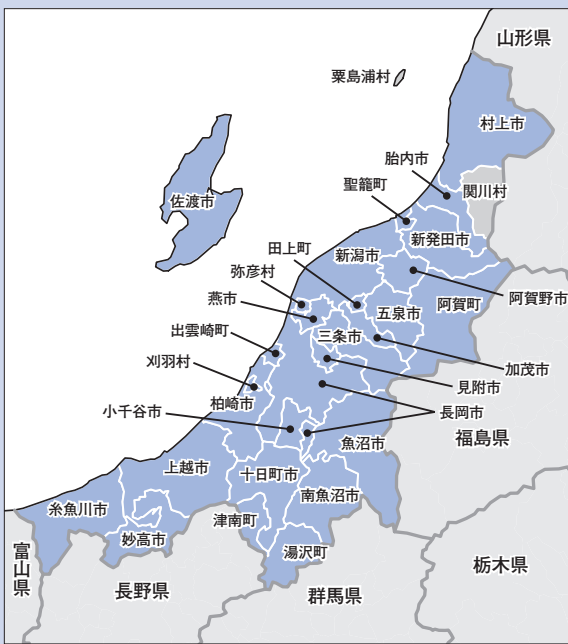 山形県
粟島浦村
村上市
胎内市
聖籠町
関川村
佐渡市
新発田市
田上町
新潟市
弥彦村
阿賀町
阿賀野市
燕市
五泉市
三条市
出雲崎町
加茂市
刈羽村
見附市
柏崎市
長岡市
小千谷市
魚沼市
福島県
上越市
十日町市
南魚沼市
糸魚川市
津南町
妙高市
湯沢町
富山県
長野県
群馬県
栃木県